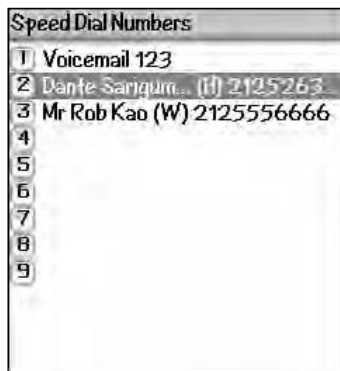 Speed Dial Numbers
1 Voicemail 123
2 Dante Sarigum... (H) 2125263...
3 Mr Rob Kao (W) 2125556666
4
5
6
7
8
9